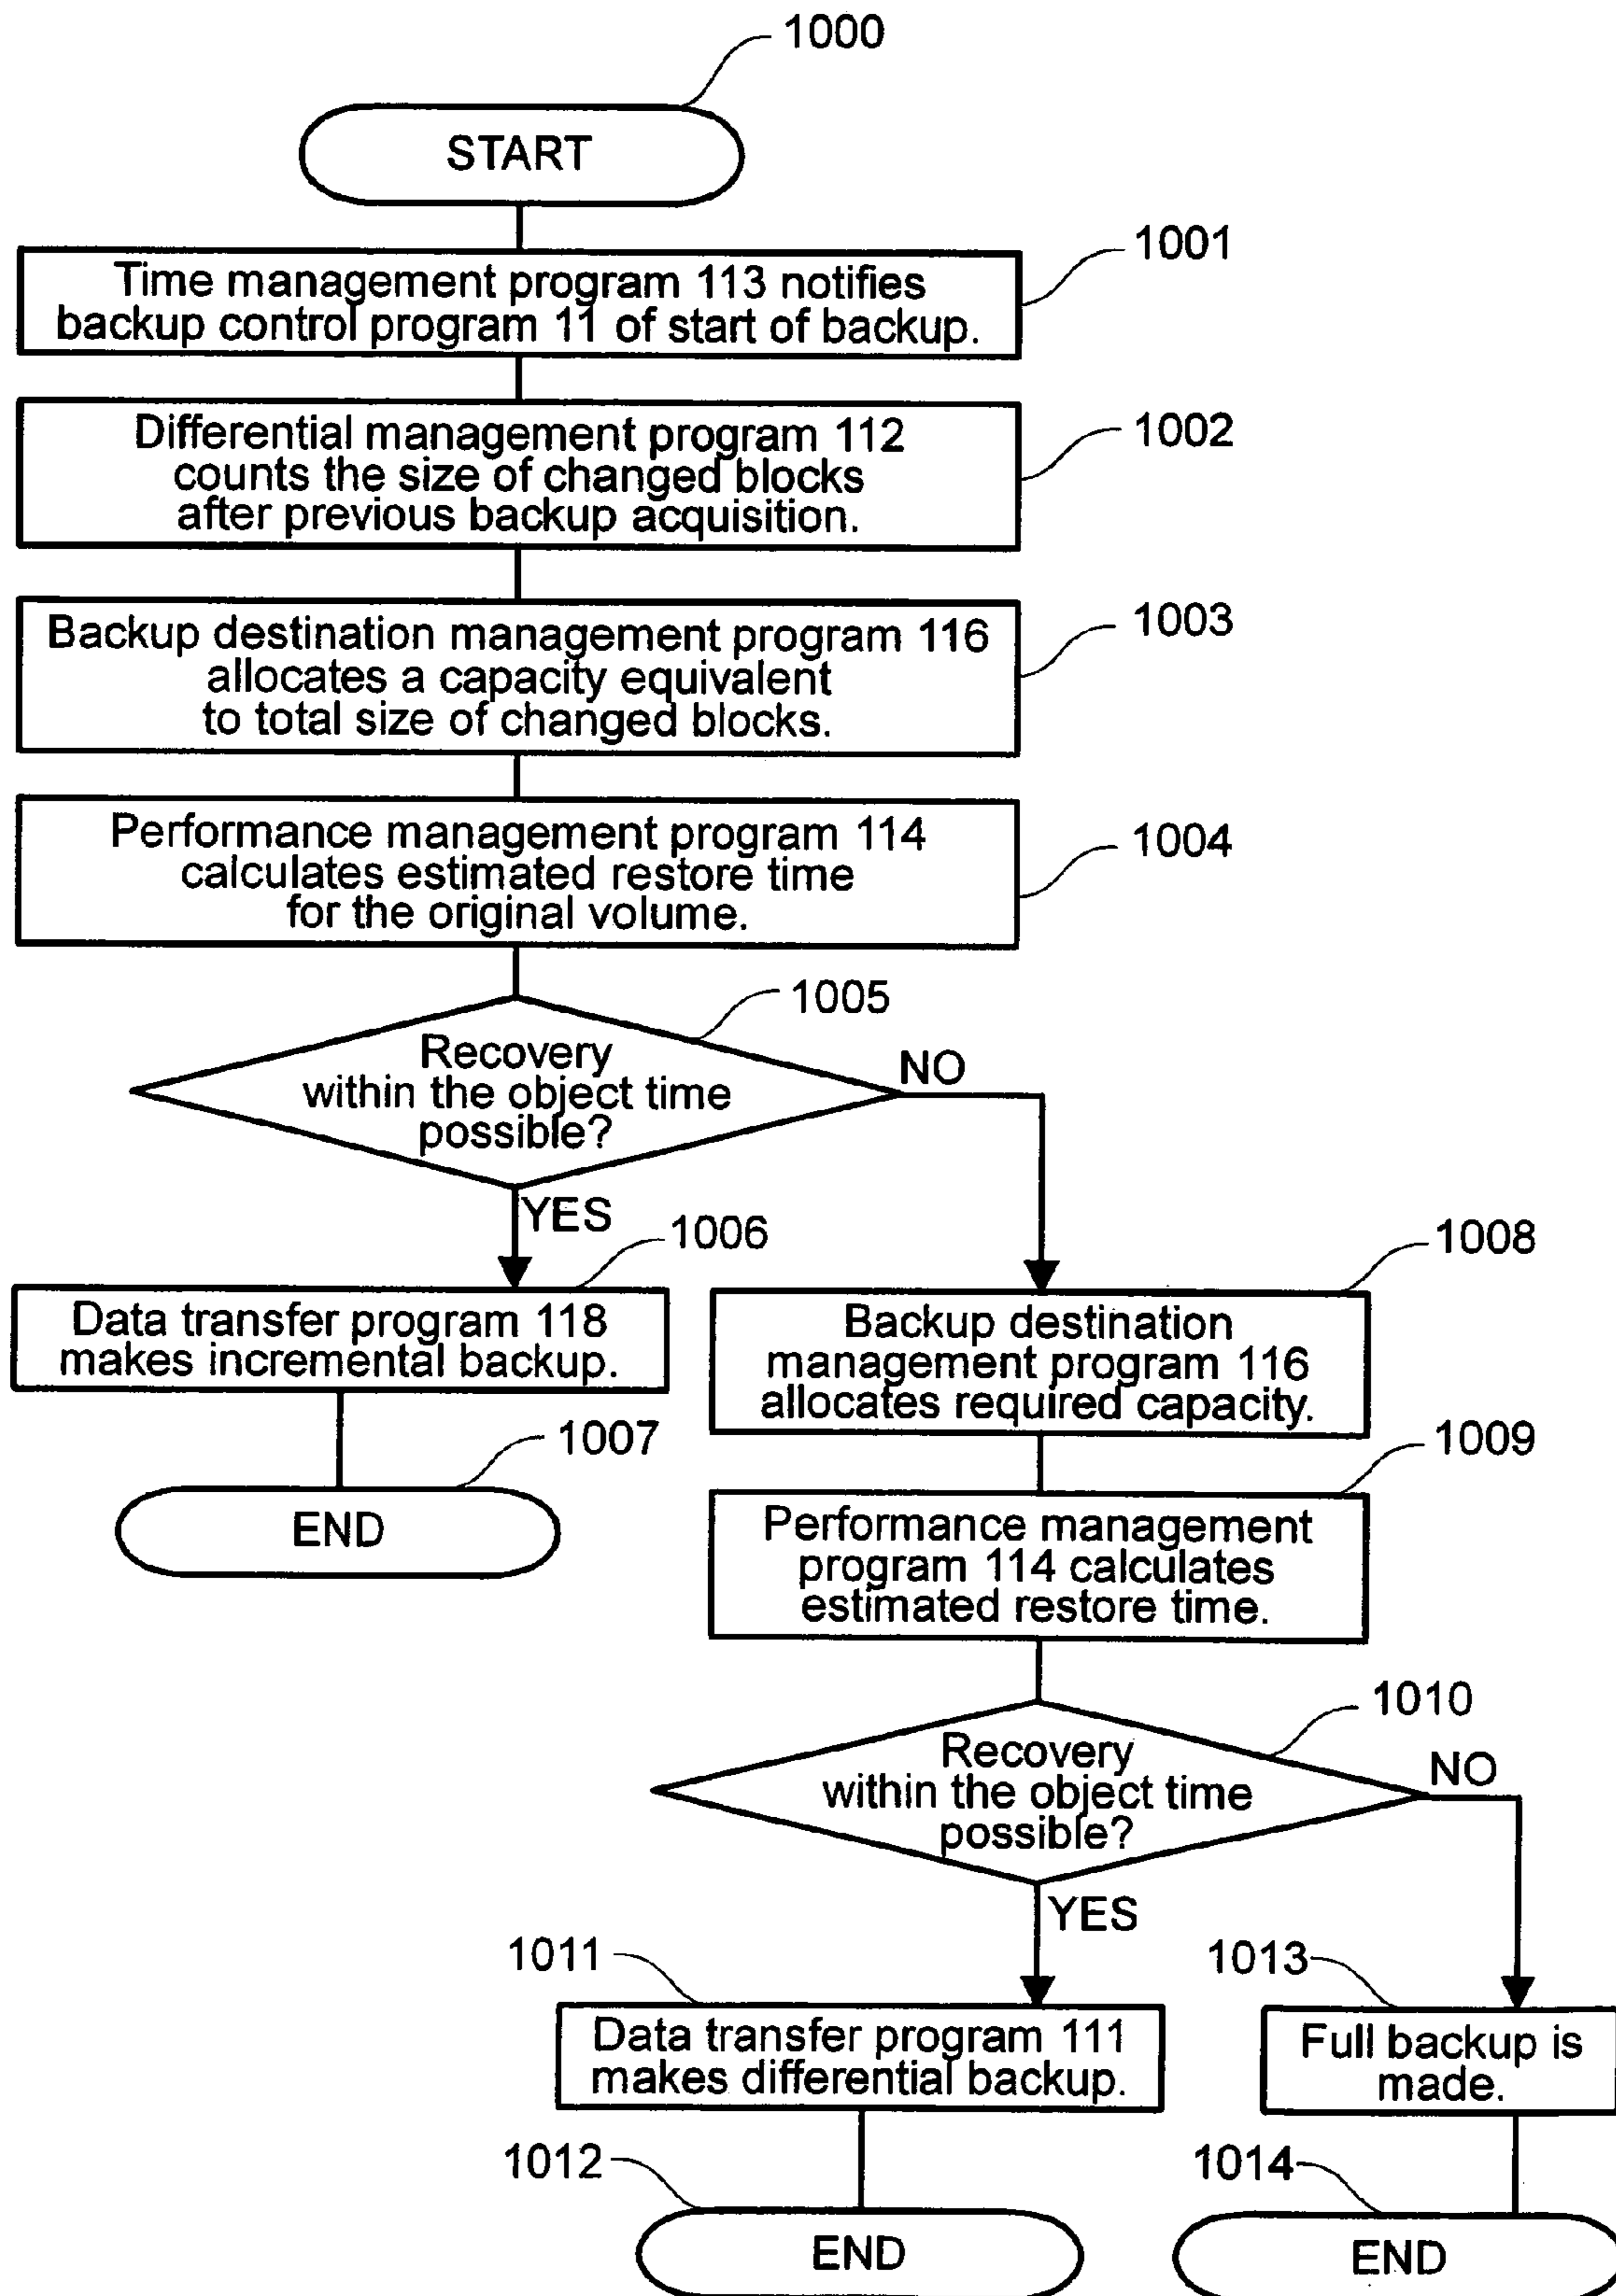 1000
START
1001
Time management program 113 notifies
backup control program 11 of start of backup.
1002
Differential management program 112
counts the size of changed blocks
after previous backup acquisition.
1003
Backup destination management program 116
allocates a capacity equivalent
to total size of changed blocks.
1004
Performance management program 114
calculates estimated restore time
for the original volume.
1005
Recovery
within the object time
possible?
NO
YES
1006
Data transfer program 118
makes incremental backup.
1007
END
1008
Backup destination
management program 116
allocates required capacity.
1009
Performance management
program 114 calculates
estimated restore time.
1010
Recovery
within the object time
possible?
NO
YES
1011
Data transfer program 111
makes differential backup.
1012
END
1013
Full backup is
made.
1014
END